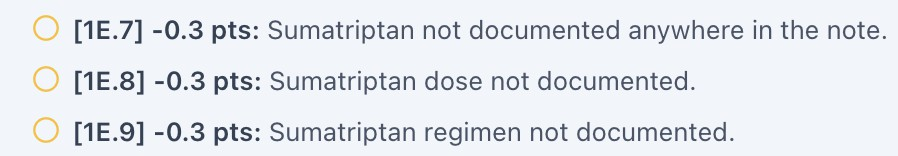 [1E.7] -0.3 pts: Sumatriptan not documented anywhere in the note.
[1E.8] -0.3 pts: Sumatriptan dose not documented.
[1E.9] -0.3 pts: Sumatriptan regimen not documented.